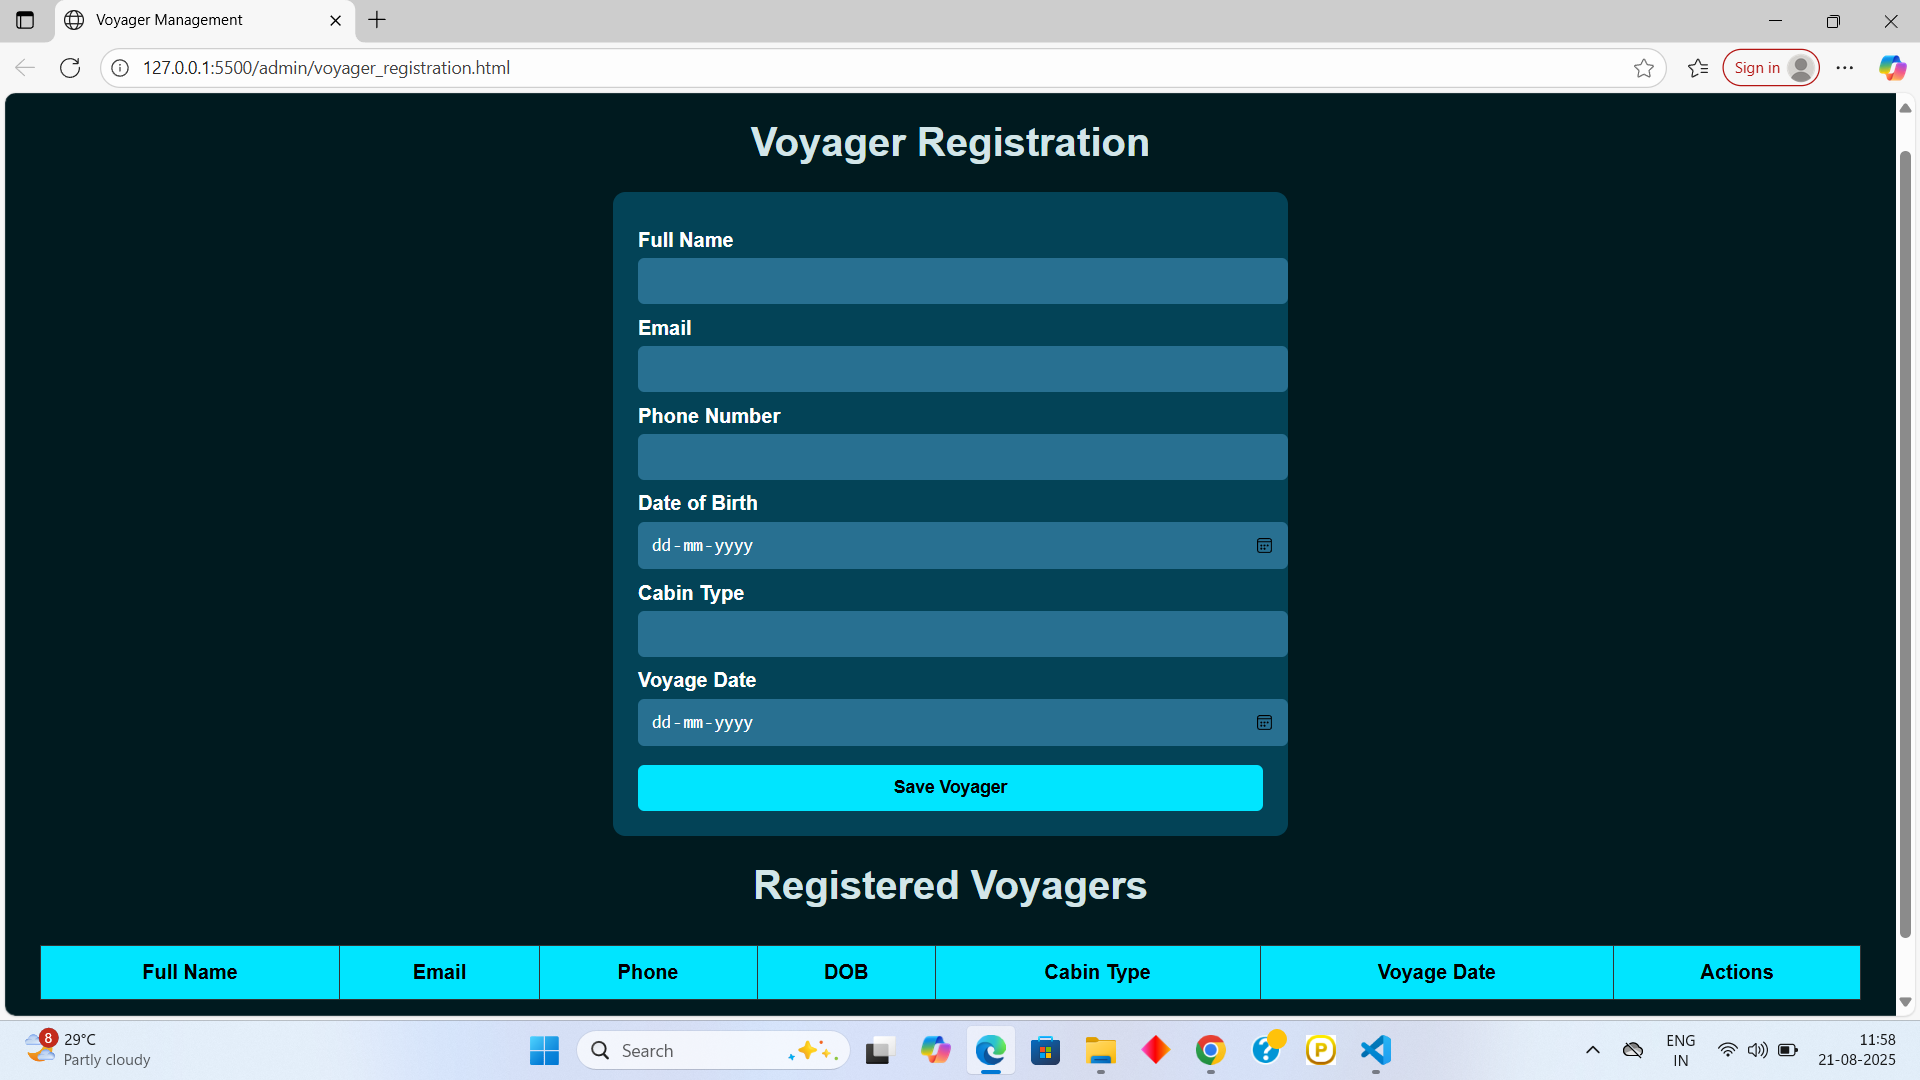 Voyager Management
127.0.0.1:5500/admin/voyager_registration.html
Sign in
Voyager Registration
Full Name
Email
Phone Number
Date of Birth
dd-mm-yyyy
Cabin Type
Voyage Date
dd-mm-yyyy
Save Voyager
Registered Voyagers
Full Name Email Phone DOB Cabin Type Voyage Date Actions
8
29°C
Partly cloudy
Search
?
P
ENG
IN
11:58
21-08-2025